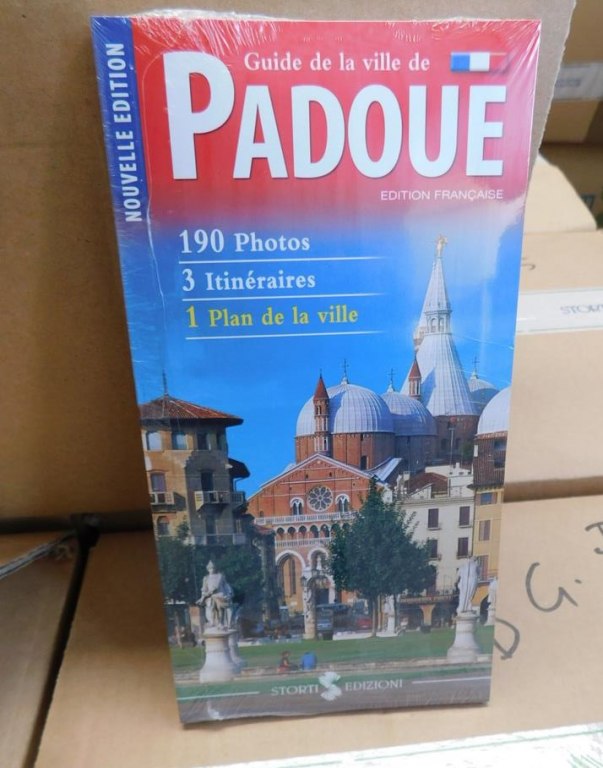 NOUVELLE EDITION
Guide de la ville de
PADOUE
EDITION FRANÇAISE
190 Photos
3 Itinéraires
1 Plan de la ville
STORTI EDIZIONI
D G.